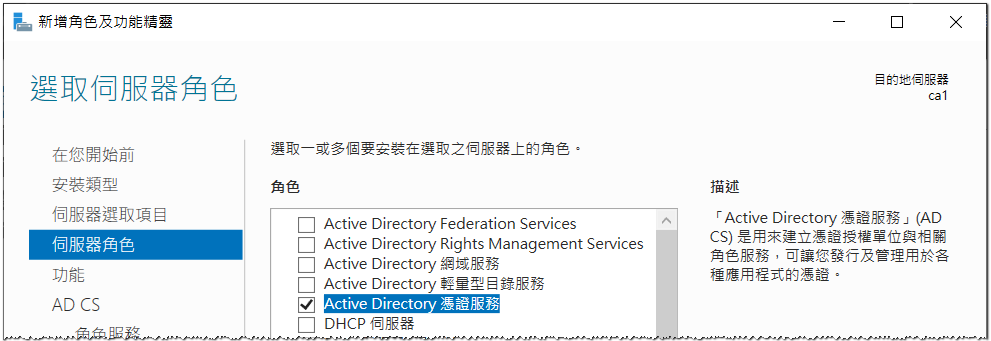 新增角色及功能精靈
選取伺服器角色
目的地伺服器
ca1
在您開始前
安裝類型
伺服器選取項目
伺服器角色
功能
AD CS
角色服務
選取一或多個要安裝在選取之伺服器上的角色。
角色
Active Directory Federation Services
Active Directory Rights Management Services
Active Directory 網域服務
Active Directory 輕量型目錄服務
Active Directory 憑證服務
DHCP 伺服器
描述
「Active Directory 憑證服務」(AD
CS) 是用來建立憑證授權單位與相關
角色服務，可讓您發行及管理用於各
種應用程式的憑證。